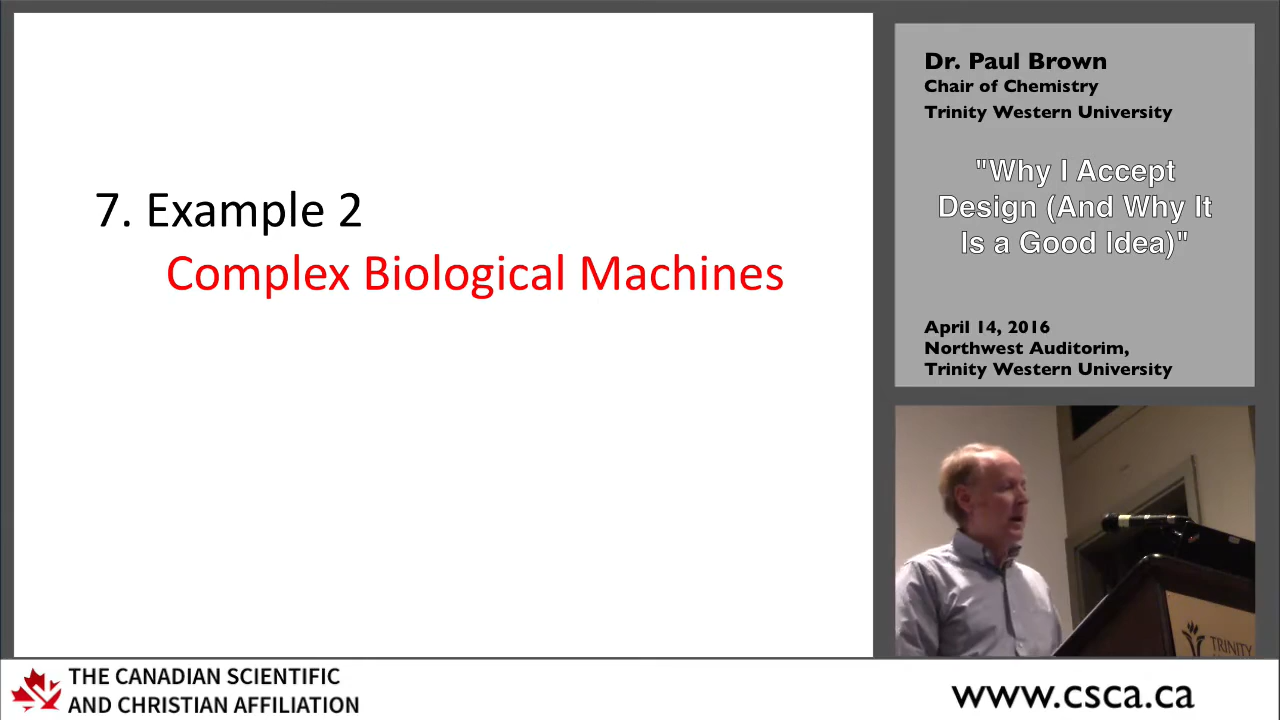 7. Example 2
Complex Biological Machines
Dr. Paul Brown
Chair of Chemistry
Trinity Western University
"Why I Accept
Design (And Why It
Is a Good Idea)"
April 14, 2016
Northwest Auditorim,
Trinity Western University
TRINITY
THE CANADIAN SCIENTIFIC
AND CHRISTIAN AFFILIATION
www.csca.ca